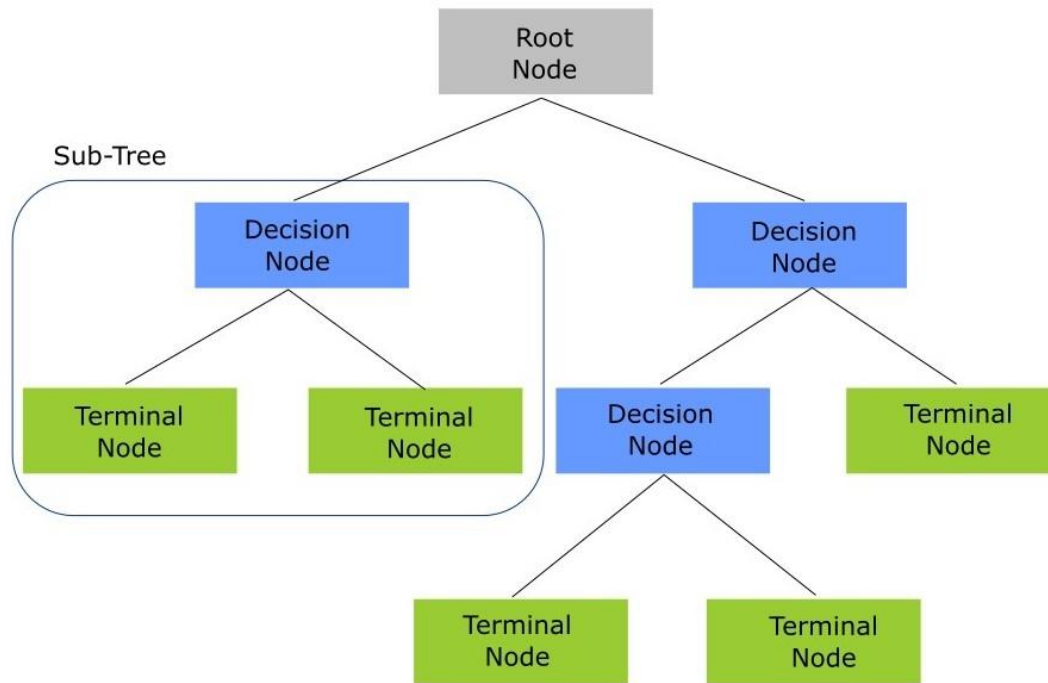 Root
Node
Sub-Tree
Decision
Node
Decision
Node
Terminal
Node
Terminal
Node
Decision
Node
Terminal
Node
Terminal
Node
Terminal
Node